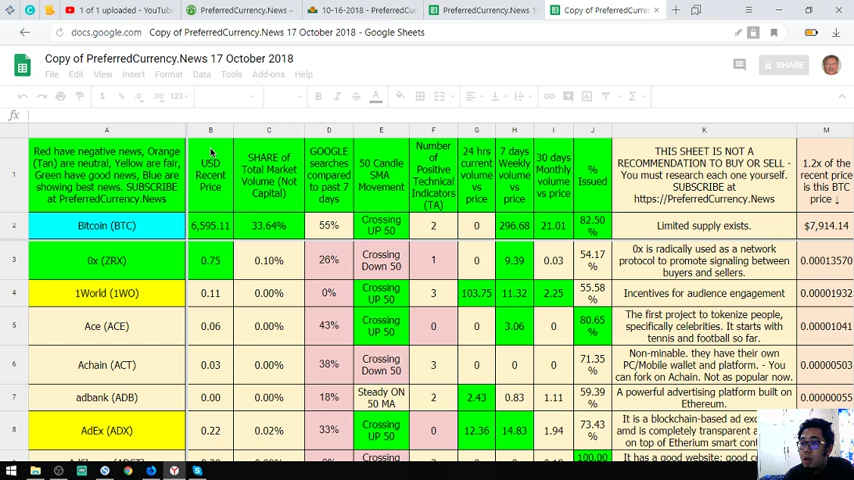 1 of 1 uploaded - YouTube
PreferredCurrency.News –
10-16-2018 - PreferredC
PreferredCurrency.News 1
Copy of PreferredCurrenc
docs.google.com
Copy of PreferredCurrency.News 17 October 2018 - Google Sheets
Copy of PreferredCurrency.News 17 October 2018
File Edit View Insert Format Data Tools Add-ons Help
SHARE
$ % .0 .00 123
B I S A
fx
A B C D E F G H I J K M
1
Red have negative news, Orange
(Tan) are neutral, Yellow are fair,
Green have good news, Blue are
showing best news. SUBSCRIBE
at PreferredCurrency.News
USD
Recent
Price
SHARE of
Total Market
Volume (Not
Capital)
GOOGLE
searches
compared
to past 7
days
50 Candle
SMA
Movement
Number
of
Positive
Technical
Indicators
(TA)
24 hrs
current
volume
vs
price
7 days
Weekly
volume
vs
price
30 days
Monthly
volume
vs price
%
Issued
THIS SHEET IS NOT A
RECOMMENDATION TO BUY OR SELL -
You must research each one yourself.
SUBSCRIBE at
https://PreferredCurrency.News
1.2x of the
recent price
is this BTC
price ↓
2
Bitcoin (BTC)
6,595.11
33.64%
55%
Crossing
UP 50
2
0
296.68
21.01
82.50
%
Limited supply exists.
$7,914.14
3
0x (ZRX)
0.75
0.10%
26%
Crossing
Down 50
1
0
9.39
0.03
54.17
%
0x is radically used as a network
protocol to promote signaling between
buyers and sellers.
0.00013570
4
1World (1WO)
0.11
0.00%
0%
Crossing
UP 50
3
103.75
11.32
2.25
55.58
%
Incentives for audience engagement
0.00001932
5
Ace (ACE)
0.06
0.00%
43%
Crossing
UP 50
0
0
3.06
0
80.65
%
The first project to tokenize people,
specifically celebrities. It starts with
tennis and football so far.
0.00001041
6
Achain (ACT)
0.03
0.00%
38%
Crossing
Down 50
3
0
0
0
71.35
%
Non-minable. they have their own
PC/Mobile wallet and platform. - You
can fork on Achain. Not as popular now.
0.00000503
7
adbank (ADB)
0.00
0.00%
18%
Steady ON
50 MA
2
2.43
0.83
1.11
59.39
%
A powerful advertising platform built on
Ethereum.
0.00000055
8
AdEx (ADX)
0.22
0.02%
33%
Crossing
UP 50
0
12.36
14.83
1.94
73.43
%
It is a blockchain-based ad
and is completely transparent
on top of Etherium smart
Crossing
100.00
It has a good website; good